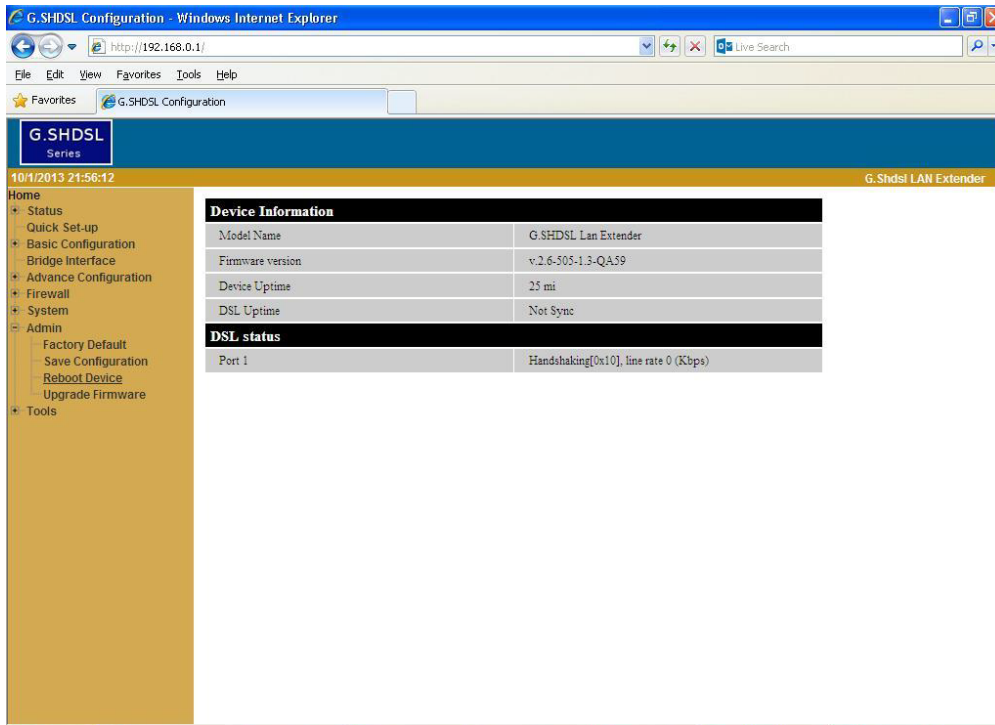 G.SHDSL Configuration - Windows Internet Explorer
http://192.168.0.1/
Live Search
File Edit View Favorites Tools Help
Favorites G.SHDSL Configuration
G.SHDSL
Series
10/1/2013 21:56:12 G.Shdsl LAN Extender
Home
Status
Quick Set-up
Basic Configuration
Bridge Interface
Advance Configuration
Firewall
System
Admin
Factory Default
Save Configuration
Reboot Device
Upgrade Firmware
Tools
Device Information
Model Name G.SHDSL Lan Extender
Firmware version v.2.6-505-1.3-QA59
Device Uptime 25 mi
DSL Uptime Not Sync
DSL status
Port 1 Handshaking[0x10], line rate 0 (Kbps)